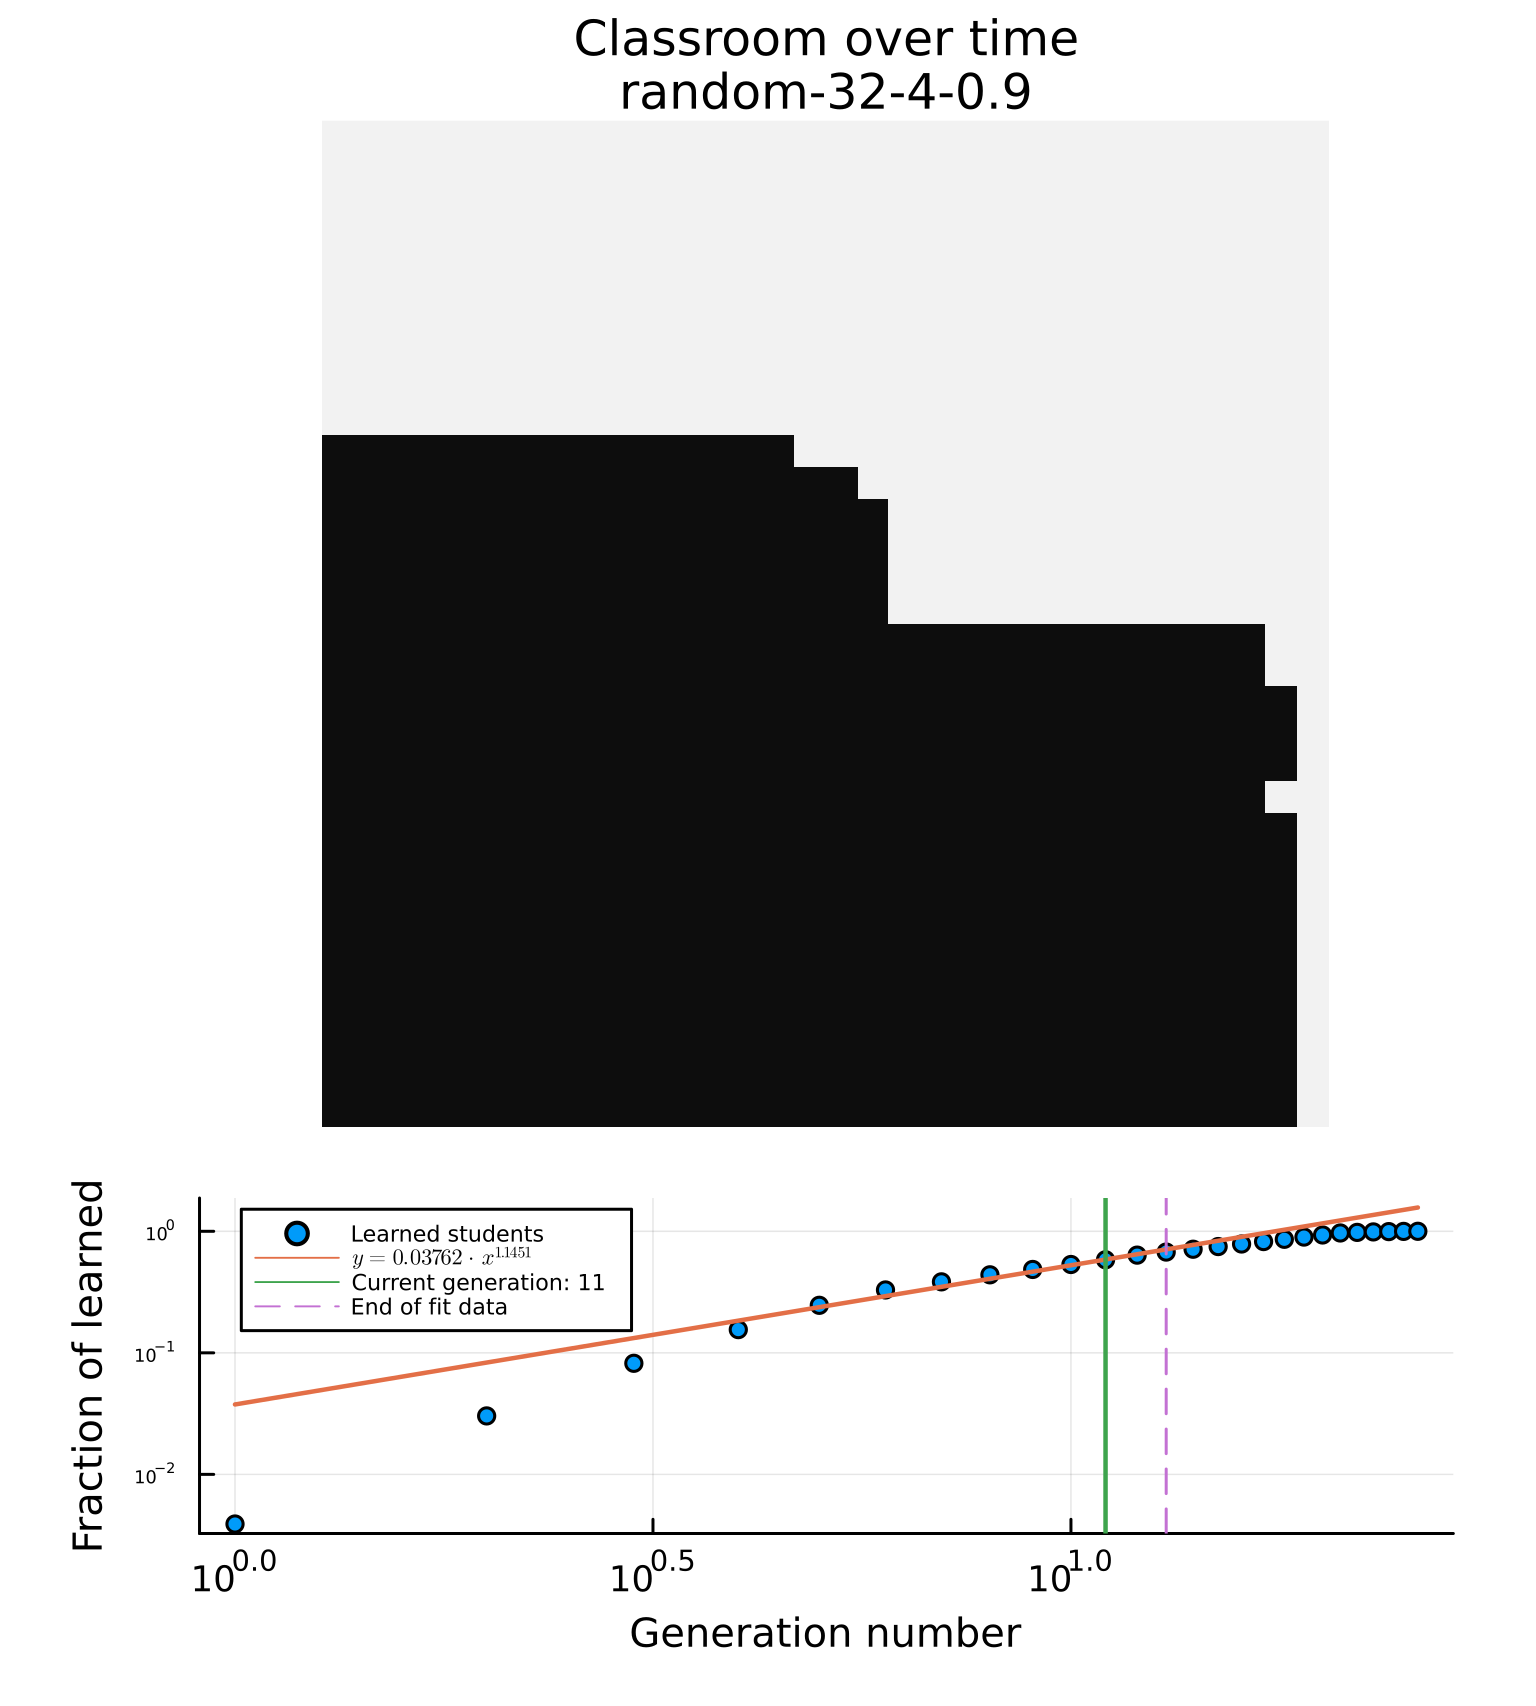 Classroom over time
random-32-4-0.9
Fraction of learned
10^0
10^-1
10^-2
Learned students
y = 0.03762 · x^1.1451
Current generation: 11
End of fit data
10^0.0 10^0.5 10^1.0
Generation number